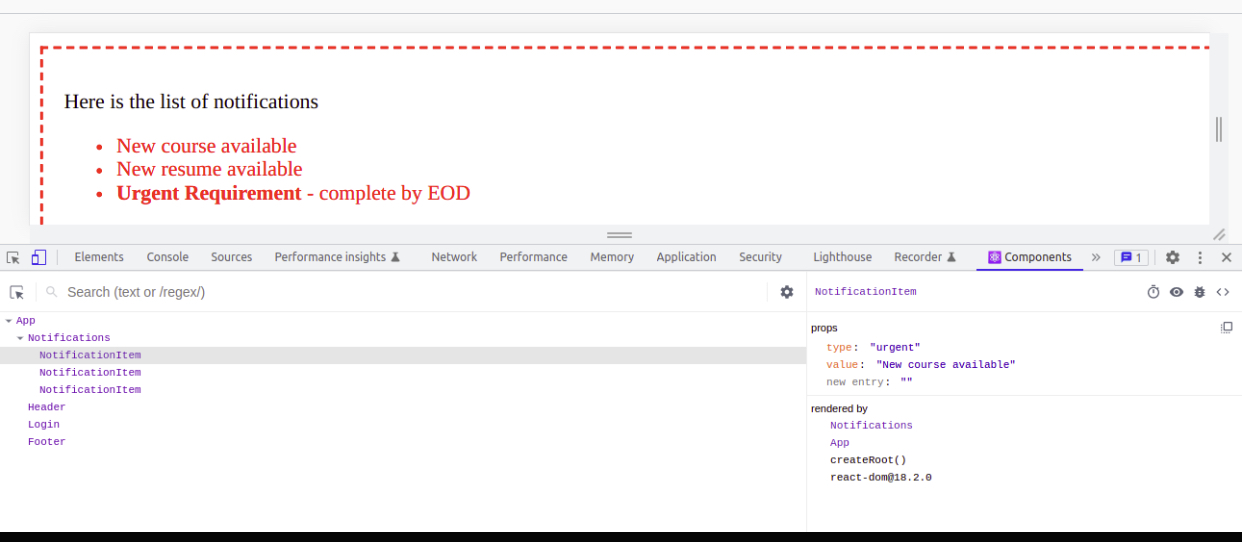 Here is the list of notifications
New course available
New resume available
Urgent Requirement - complete by EOD
Elements Console Sources Performance insights Network Performance Memory Application Security Lighthouse Recorder Components » 1
Search (text or /regex/)
NotificationItem
App
Notifications
NotificationItem
NotificationItem
NotificationItem
Header
Login
Footer
props
type: "urgent"
value: "New course available"
new entry: ""
rendered by
Notifications
App
createRoot()
react-dom@18.2.0